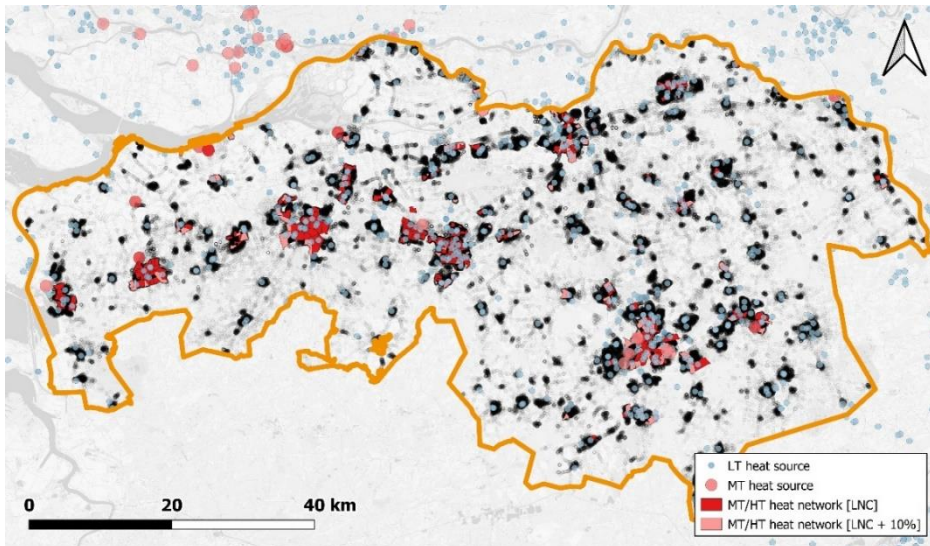 LT heat source
MT heat source
MT/HT heat network [LNC]
MT/HT heat network [LNC + 10%]
0 20 40 km